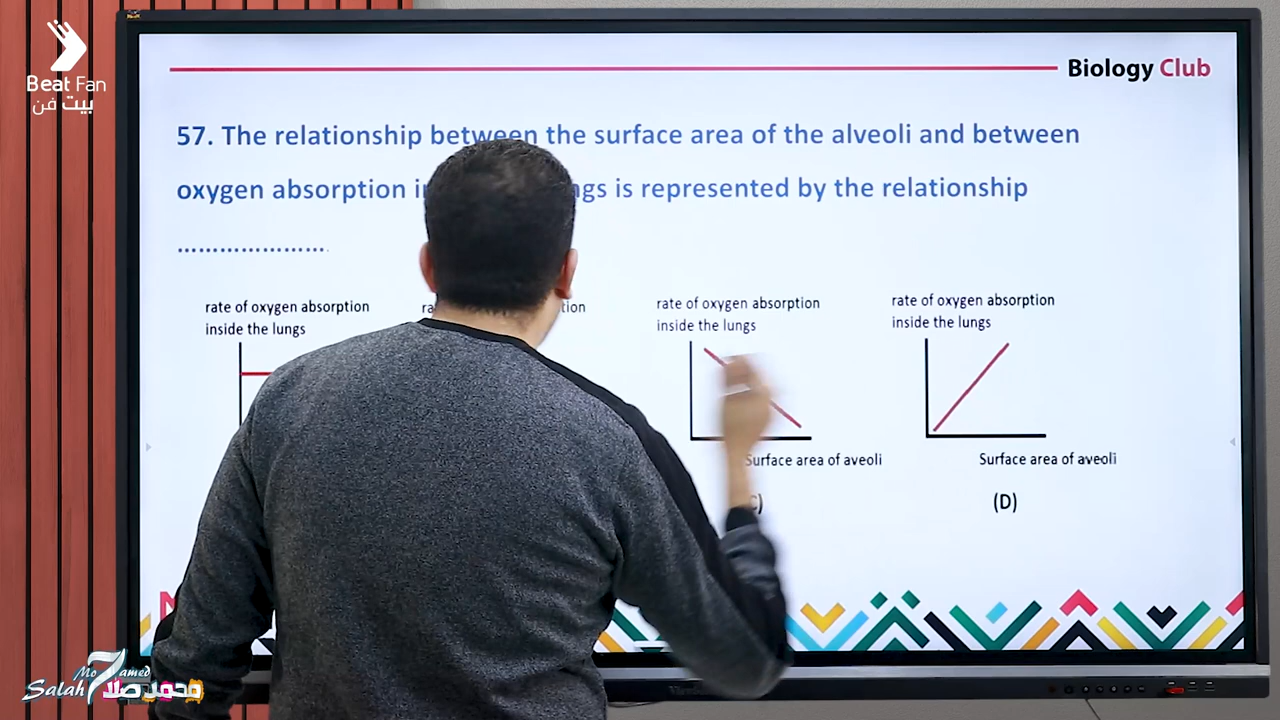 Beat Fan
بيت فن
Biology Club
57. The relationship between the surface area of the alveoli and between
oxygen absorption is represented by the relationship
.......................
rate of oxygen absorption
inside the lungs
rate of oxygen absorption
inside the lungs
Surface area of aveoli
rate of oxygen absorption
inside the lungs
Surface area of aveoli
(D)
Mo amed
Salah 7 محمد صلاح